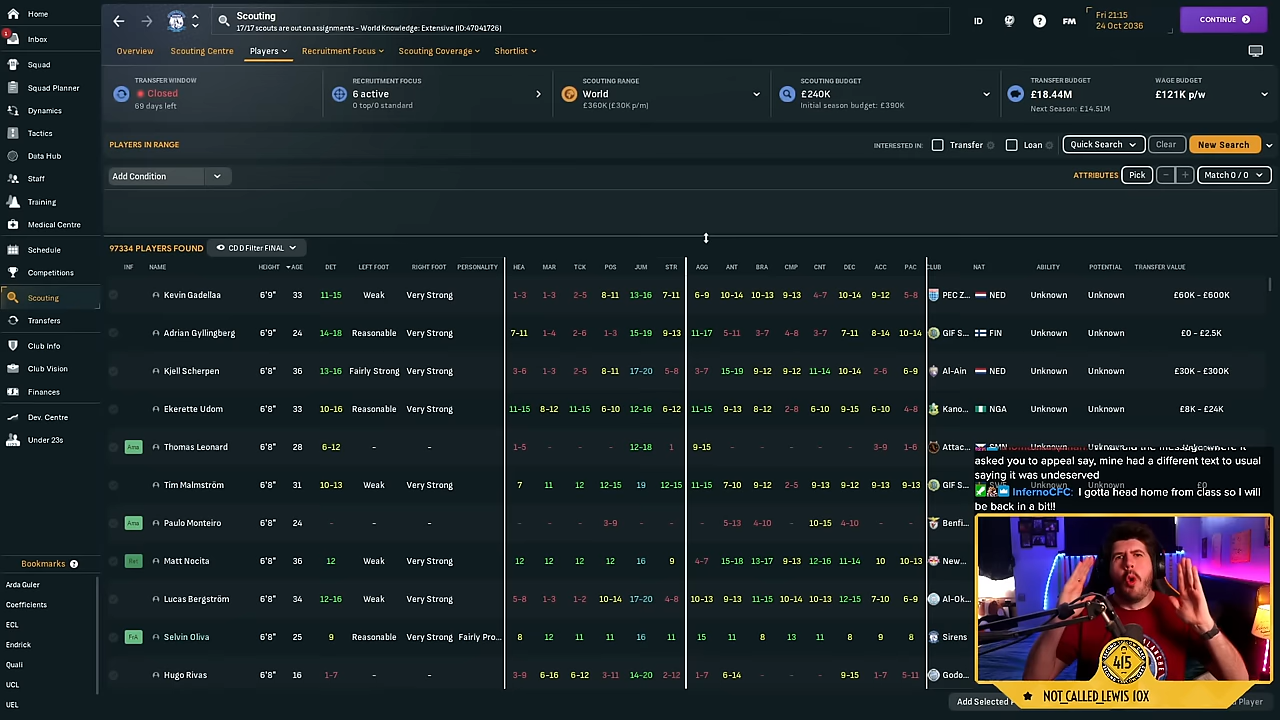 Home
Inbox
1
Squad
Squad Planner
Dynamics
Tactics
Data Hub
Staff
Training
Medical Centre
Schedule
Competitions
Scouting
Transfers
Club Info
Club Vision
Finances
Dev. Centre
Under 23s
Bookmarks
Arda Guler
Coefficients
ECL
Endrick
Quali
UCL
UEL
Scouting
17/17 scouts are out on assignments - World Knowledge: Extensive (ID:47041726)
ID
FM
Fri 21:15
24 Oct 2036
CONTINUE
Overview
Scouting Centre
Players
Recruitment Focus
Scouting Coverage
Shortlist
TRANSFER WINDOW
Closed
69 days left
RECRUITMENT FOCUS
6 active
0 top/0 standard
SCOUTING RANGE
World
£360K (£30K p/m)
SCOUTING BUDGET
£240K
Initial season budget: £390K
TRANSFER BUDGET
£18.44M
Next Season: £14.51M
WAGE BUDGET
£121K p/w
PLAYERS IN RANGE
INTERESTED IN: Transfer Loan Quick Search Clear New Search
Add Condition
ATTRIBUTES Pick − + Match 0 / 0
97334 PLAYERS FOUND CD D Filter FINAL
INF NAME HEIGHT AGE DET LEFT FOOT RIGHT FOOT PERSONALITY HEA MAR TCK POS JUM STR AGG ANT BRA CMP CNT DEC ACC PAC CLUB NAT ABILITY POTENTIAL TRANSFER VALUE
Kevin Gadellaa 6'9" 33 11-15 Weak Very Strong 1-3 1-3 2-5 8-11 13-16 7-11 6-9 10-14 10-13 9-13 4-7 10-14 9-12 5-8 PEC Z... NED Unknown Unknown £60K - £600K
Adrian Gyllingberg 6'9" 24 14-18 Reasonable Very Strong 7-11 1-4 2-6 1-3 15-19 9-13 11-17 5-11 3-7 4-8 3-7 7-11 8-14 10-14 GIF S... FIN Unknown Unknown £0 - £2.5K
Kjell Scherpen 6'8" 36 13-16 Fairly Strong Very Strong 3-6 1-3 2-5 8-11 17-20 5-8 3-7 15-19 9-12 9-12 11-14 10-14 2-6 6-9 Al-Ain NED Unknown Unknown £30K - £300K
Ekerette Udom 6'8" 33 10-16 Reasonable Very Strong 11-15 8-12 11-15 6-10 12-16 6-12 11-15 9-13 8-12 2-8 6-10 9-15 6-10 4-8 Kano... NGA Unknown Unknown £8K - £24K
Ama Thomas Leonard 6'8" 28 6-12 - - 1-5 - - - 12-18 1 9-15 - - - - - 3-9 1-6 Attac... SMN Unknown Unknown
Tim Malmström 6'8" 31 10-13 Weak Very Strong 7 11 12 12-15 19 12-15 11-15 7-10 9-12 2-5 9-13 9-12 9-13 9-13 GIF S... Unknown Unknown £0
Ama Paulo Monteiro 6'8" 24 - - - - - - 3-9 - - - 5-13 4-10 - 10-15 4-10 - - Benfi...
Ret Matt Nocita 6'8" 36 12 Weak Very Strong 12 12 12 12 16 9 4-7 15-18 13-17 9-13 12-16 11-14 10 10-13 New...
Lucas Bergström 6'8" 34 12-16 Weak Very Strong 5-8 1-3 1-2 10-14 17-20 4-8 10-13 9-13 11-15 10-14 10-13 12-15 7-10 6-9 Al-Ok...
FrA Selvin Oliva 6'8" 25 9 Reasonable Very Strong Fairly Pro... 8 12 11 11 16 11 15 11 8 13 11 8 9 8 Sirens
Hugo Rivas 6'8" 16 1-7 - - 3-9 6-16 6-12 3-11 14-20 2-12 1-7 6-14 - - - 9-15 1-7 5-11 Godo...
asked you to appeal say, mine had a different text to usual
saying it was undeserved
InfernoCFC: I gotta head home from class so I will
be back in a bit!!
415
NOT_CALLED_LEWIS IOX
Add Selected
Player